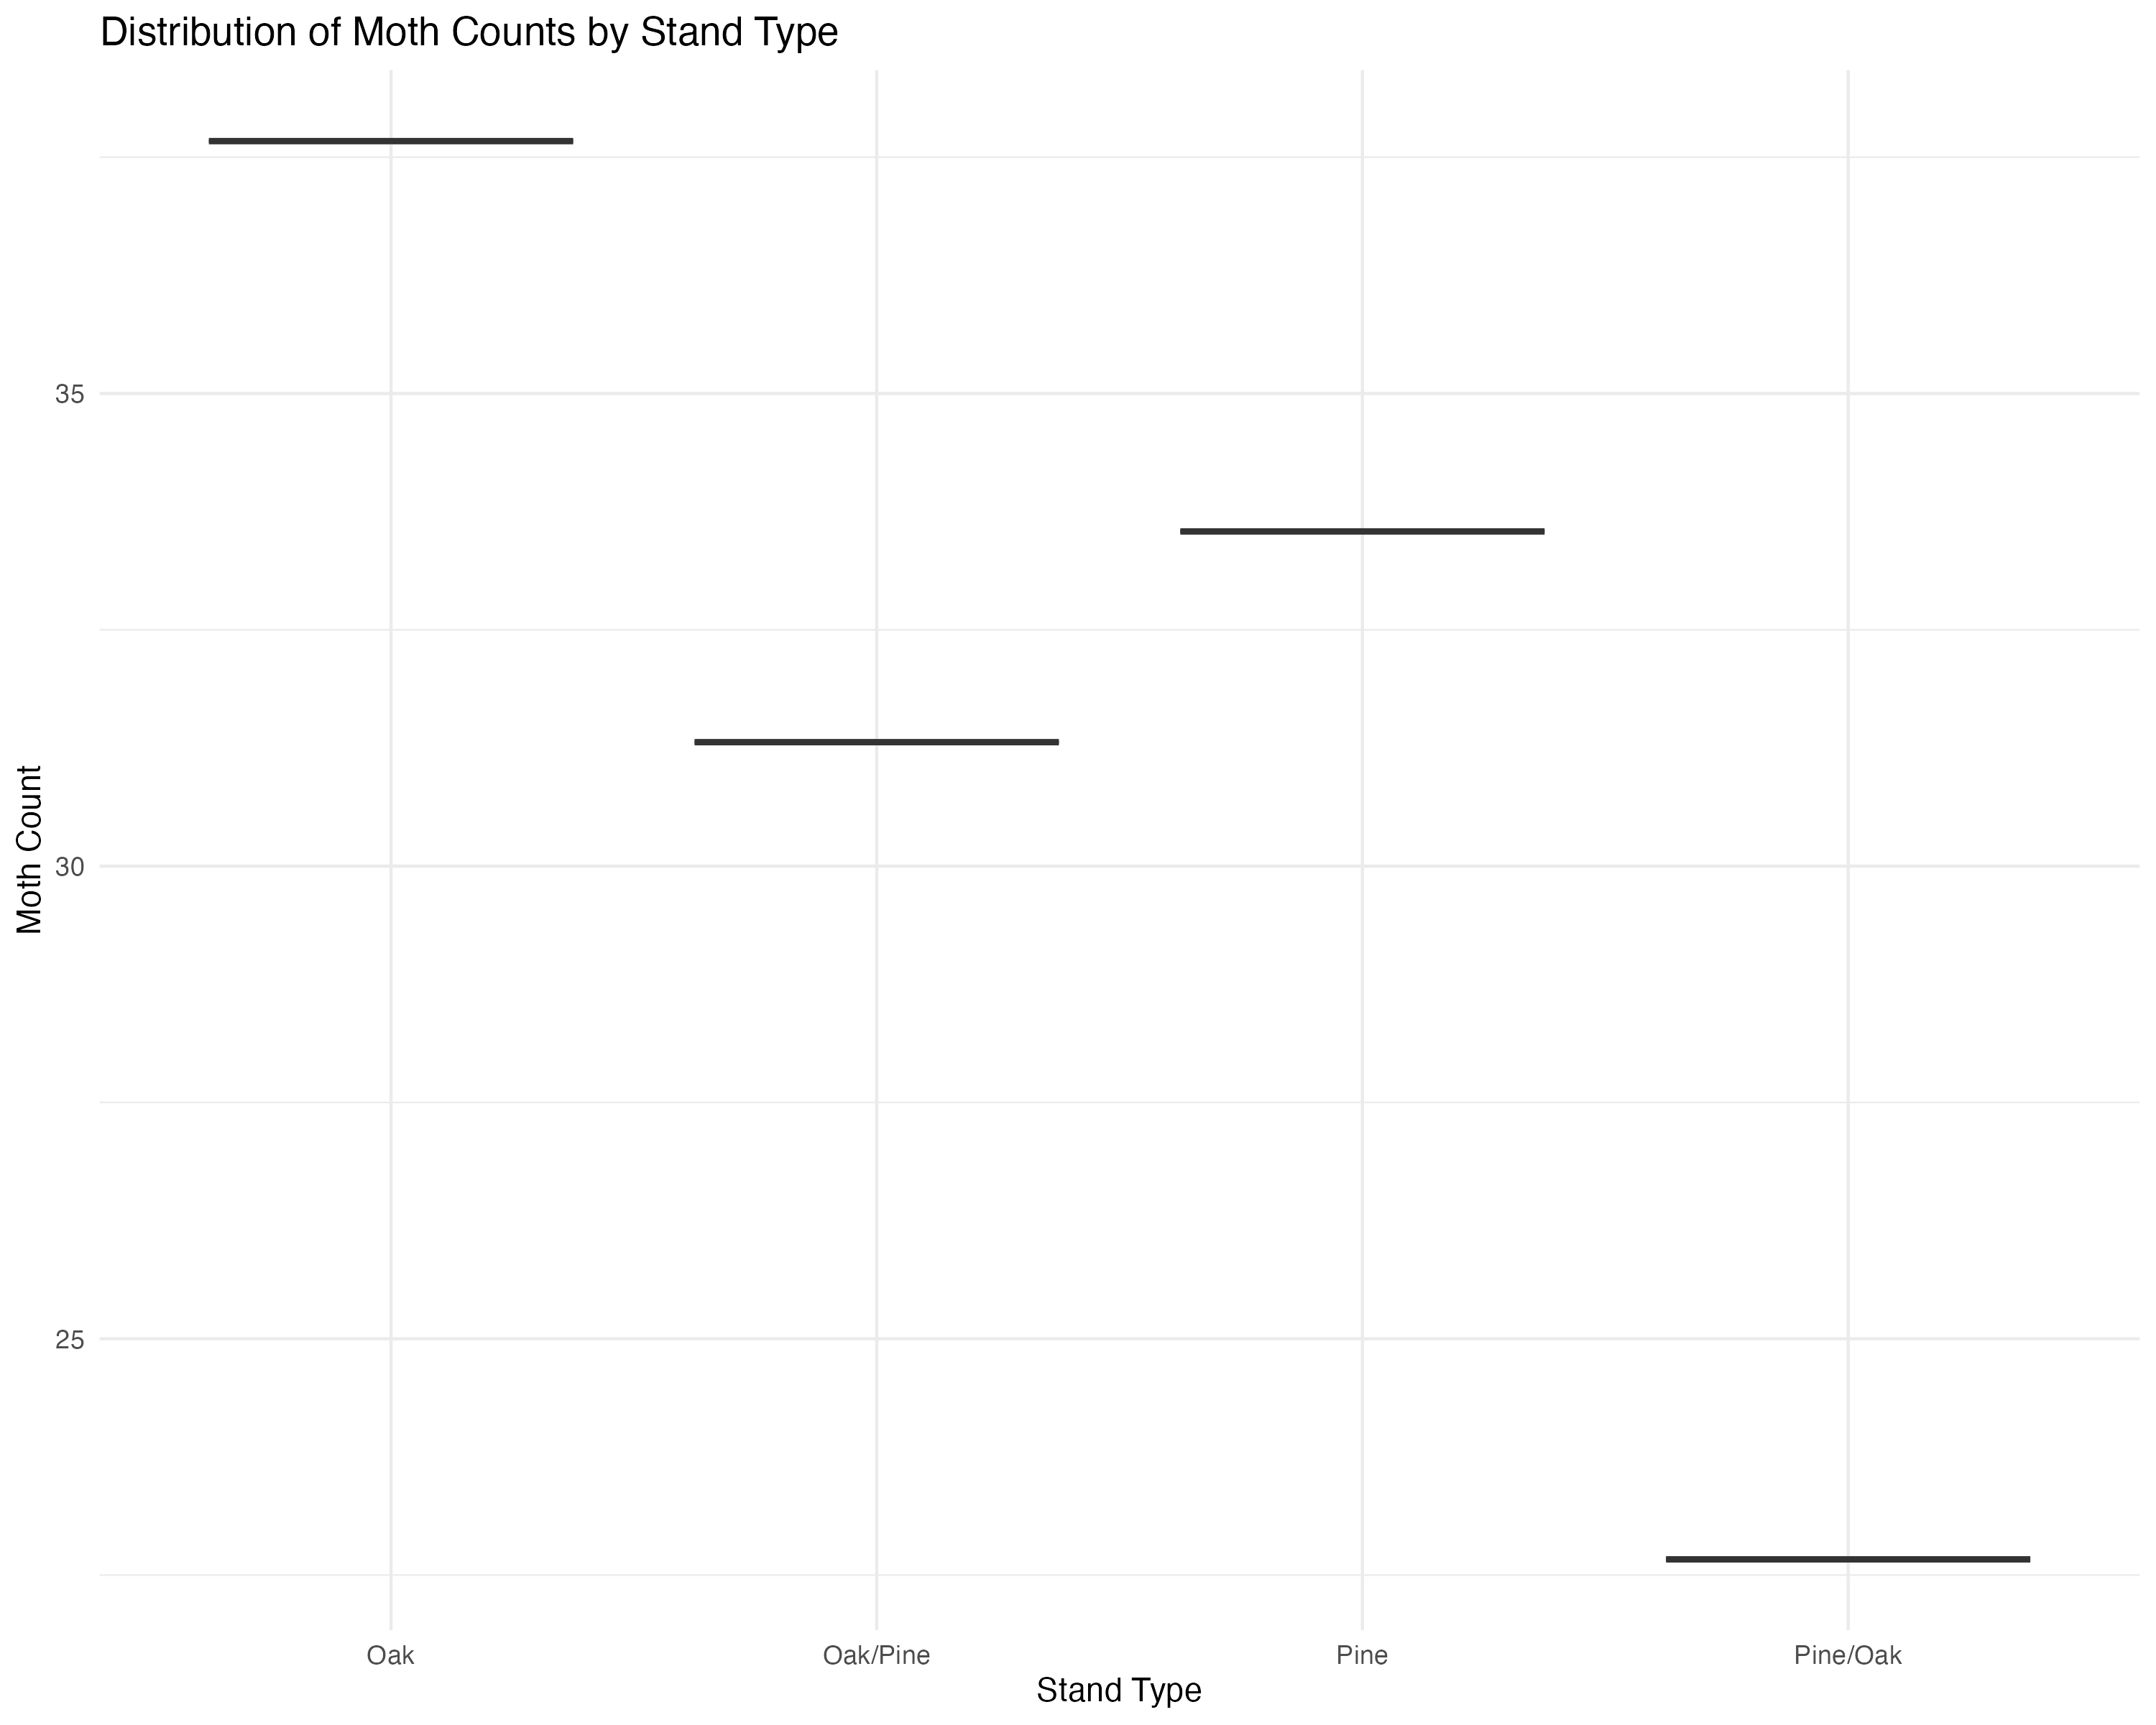 Distribution of Moth Counts by Stand Type
Moth Count
35
30
25
Oak
Oak/Pine
Pine
Pine/Oak
Stand Type